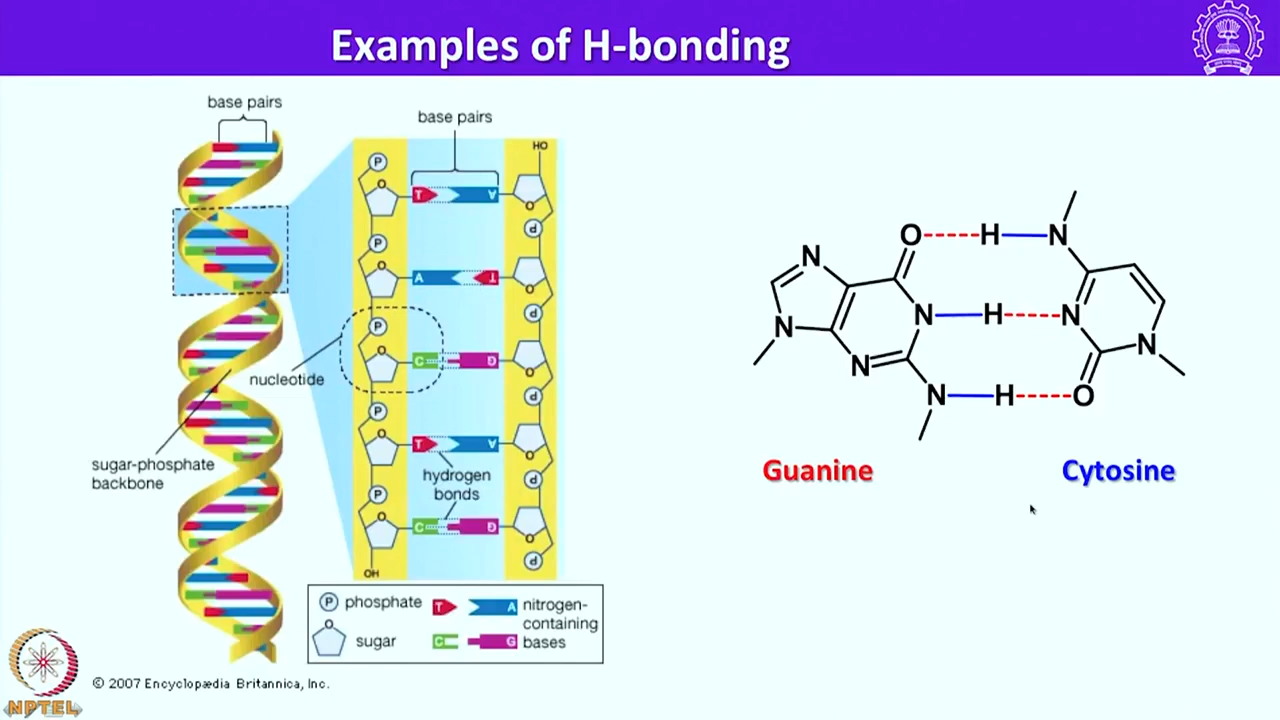 Examples of H-bonding
base pairs
base pairs
HO
P
O
T
A
O
P
P
O
A
T
O
P
P
O
C
G
O
P
nucleotide
P
O
T
A
O
P
sugar-phosphate
backbone
hydrogen
bonds
P
O
C
G
O
P
OH
P phosphate
T
A
nitrogen-
containing
bases
O
sugar
C
G
© 2007 Encyclopædia Britannica, Inc.
NPTEL
O H N
N
N H N
N
N
N
N H O
Guanine
Cytosine